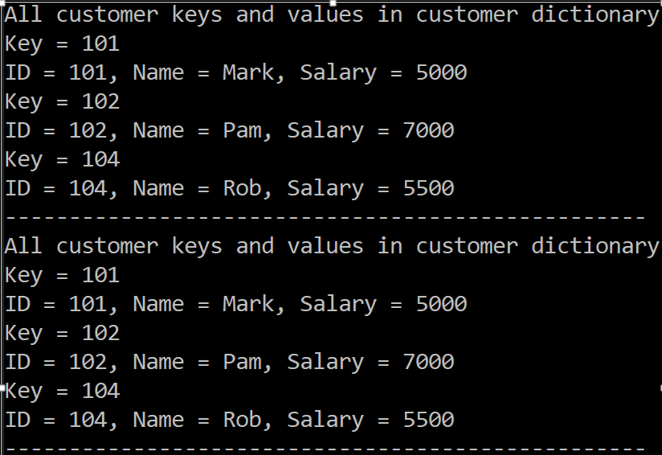 All customer keys and values in customer dictionary
Key = 101
ID = 101, Name = Mark, Salary = 5000
Key = 102
ID = 102, Name = Pam, Salary = 7000
Key = 104
ID = 104, Name = Rob, Salary = 5500
--------------------------------------------------
All customer keys and values in customer dictionary
Key = 101
ID = 101, Name = Mark, Salary = 5000
Key = 102
ID = 102, Name = Pam, Salary = 7000
Key = 104
ID = 104, Name = Rob, Salary = 5500
--------------------------------------------------